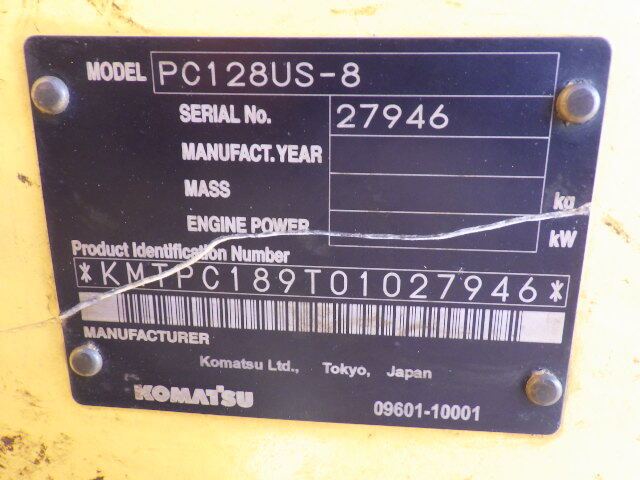 MODEL PC128US-8
SERIAL No. 27946
MANUFACT. YEAR
MASS kg
ENGINE POWER kW
Product Identification Number
*KMTPC189T01027946*
MANUFACTURER
Komatsu Ltd., Tokyo, Japan
KOMATSU 09601-10001